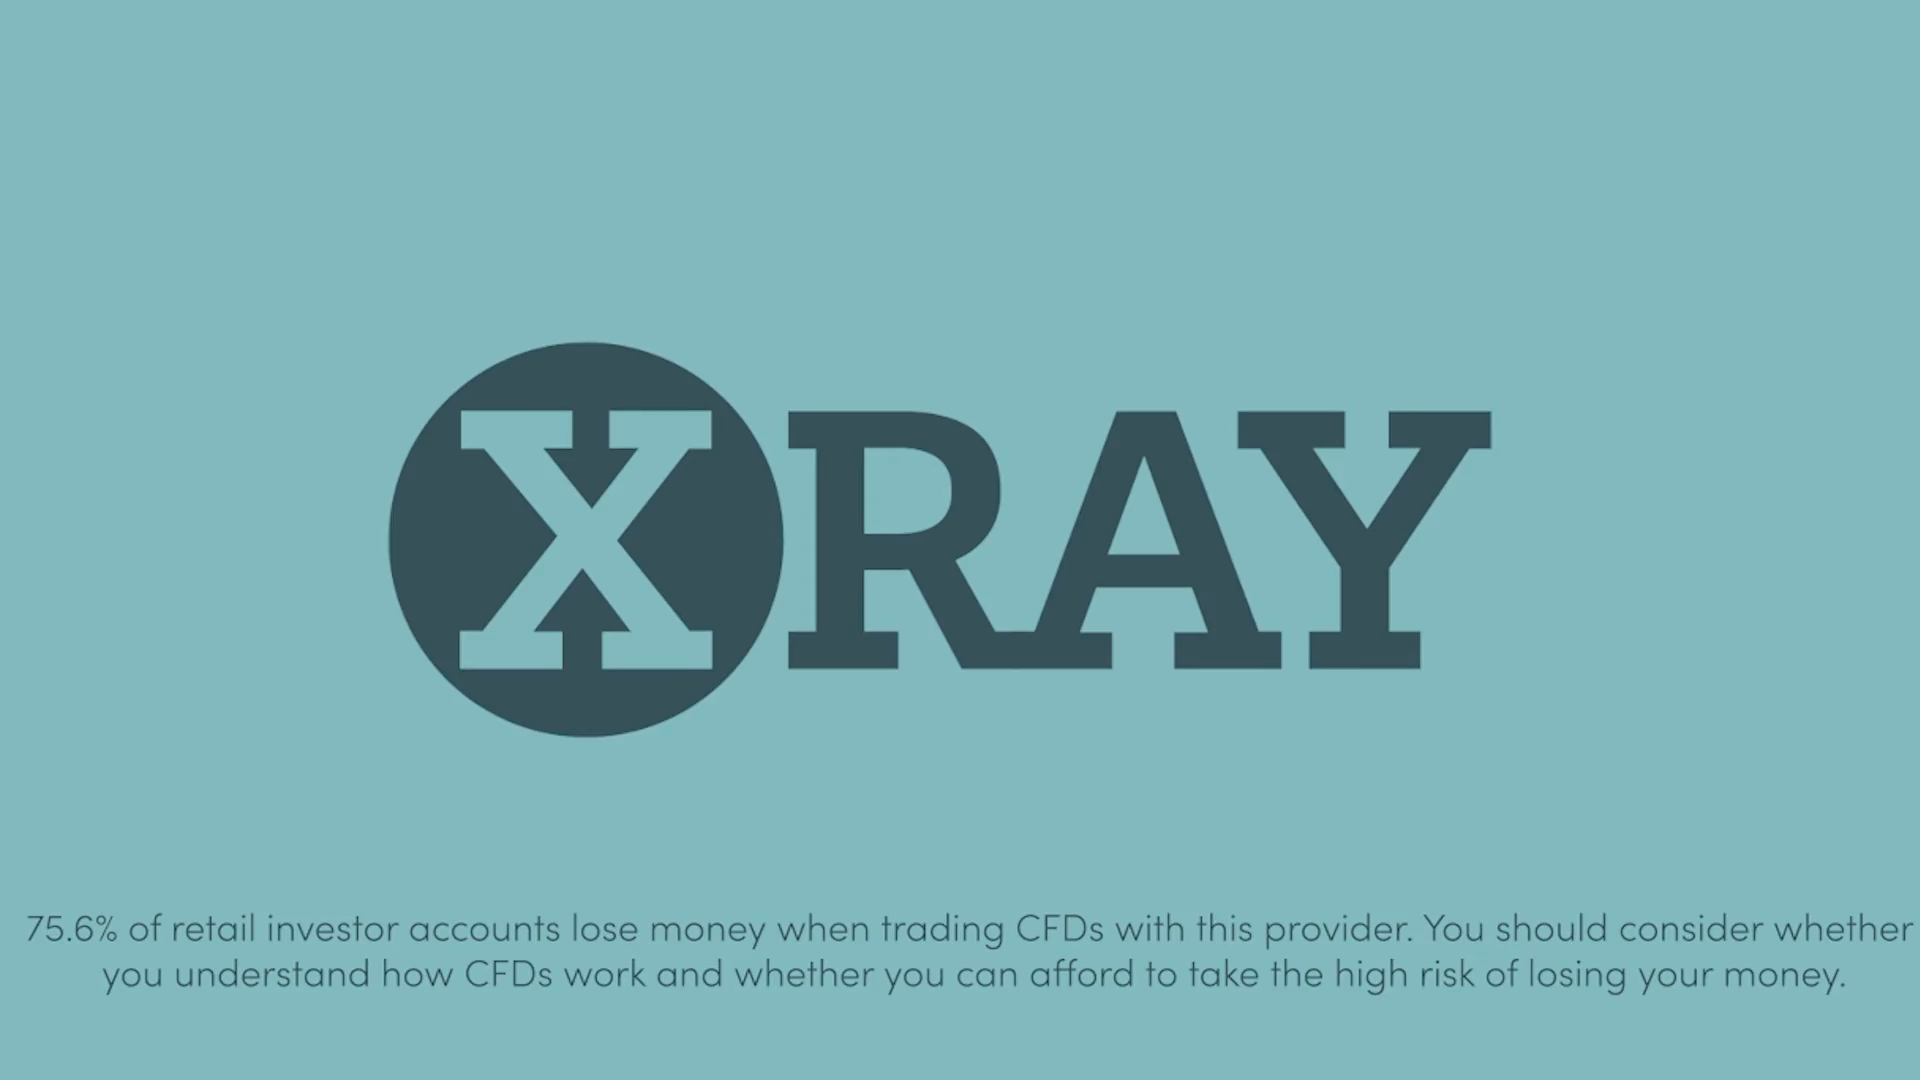 XRAY
75.6% of retail investor accounts lose money when trading CFDs with this provider. You should consider whether
you understand how CFDs work and whether you can afford to take the high risk of losing your money.